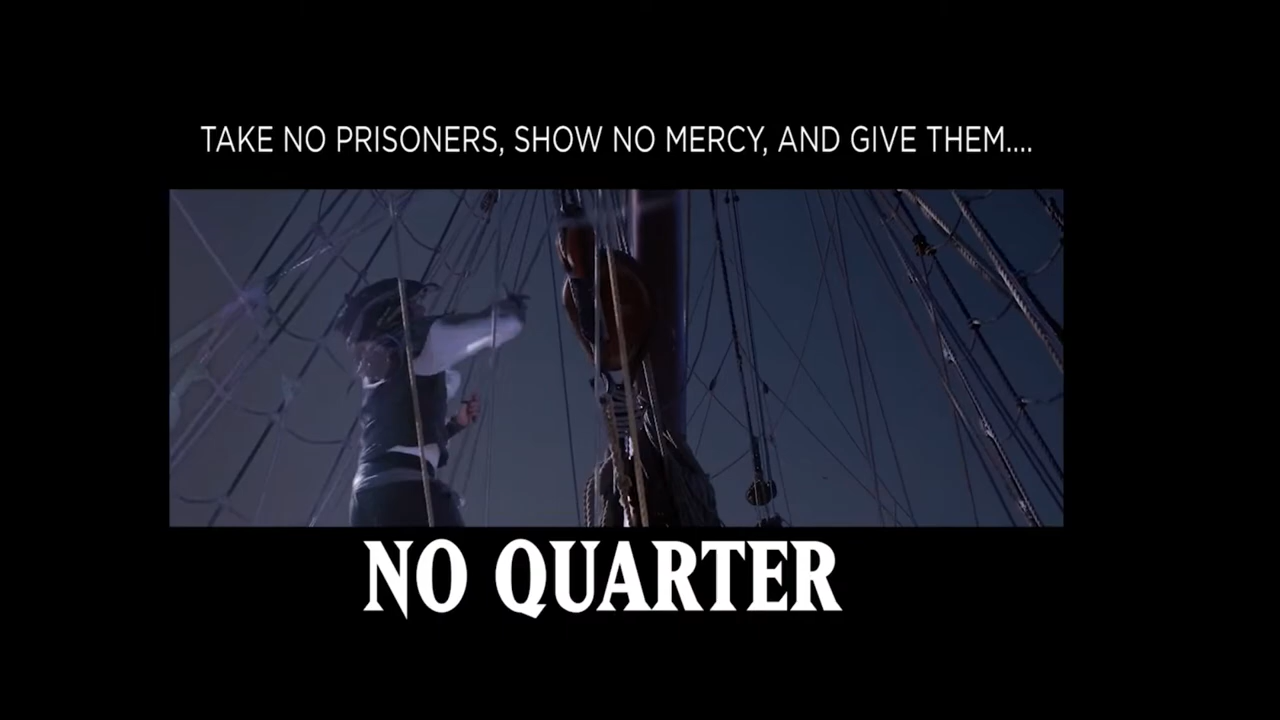 TAKE NO PRISONERS, SHOW NO MERCY, AND GIVE THEM....
NO QUARTER